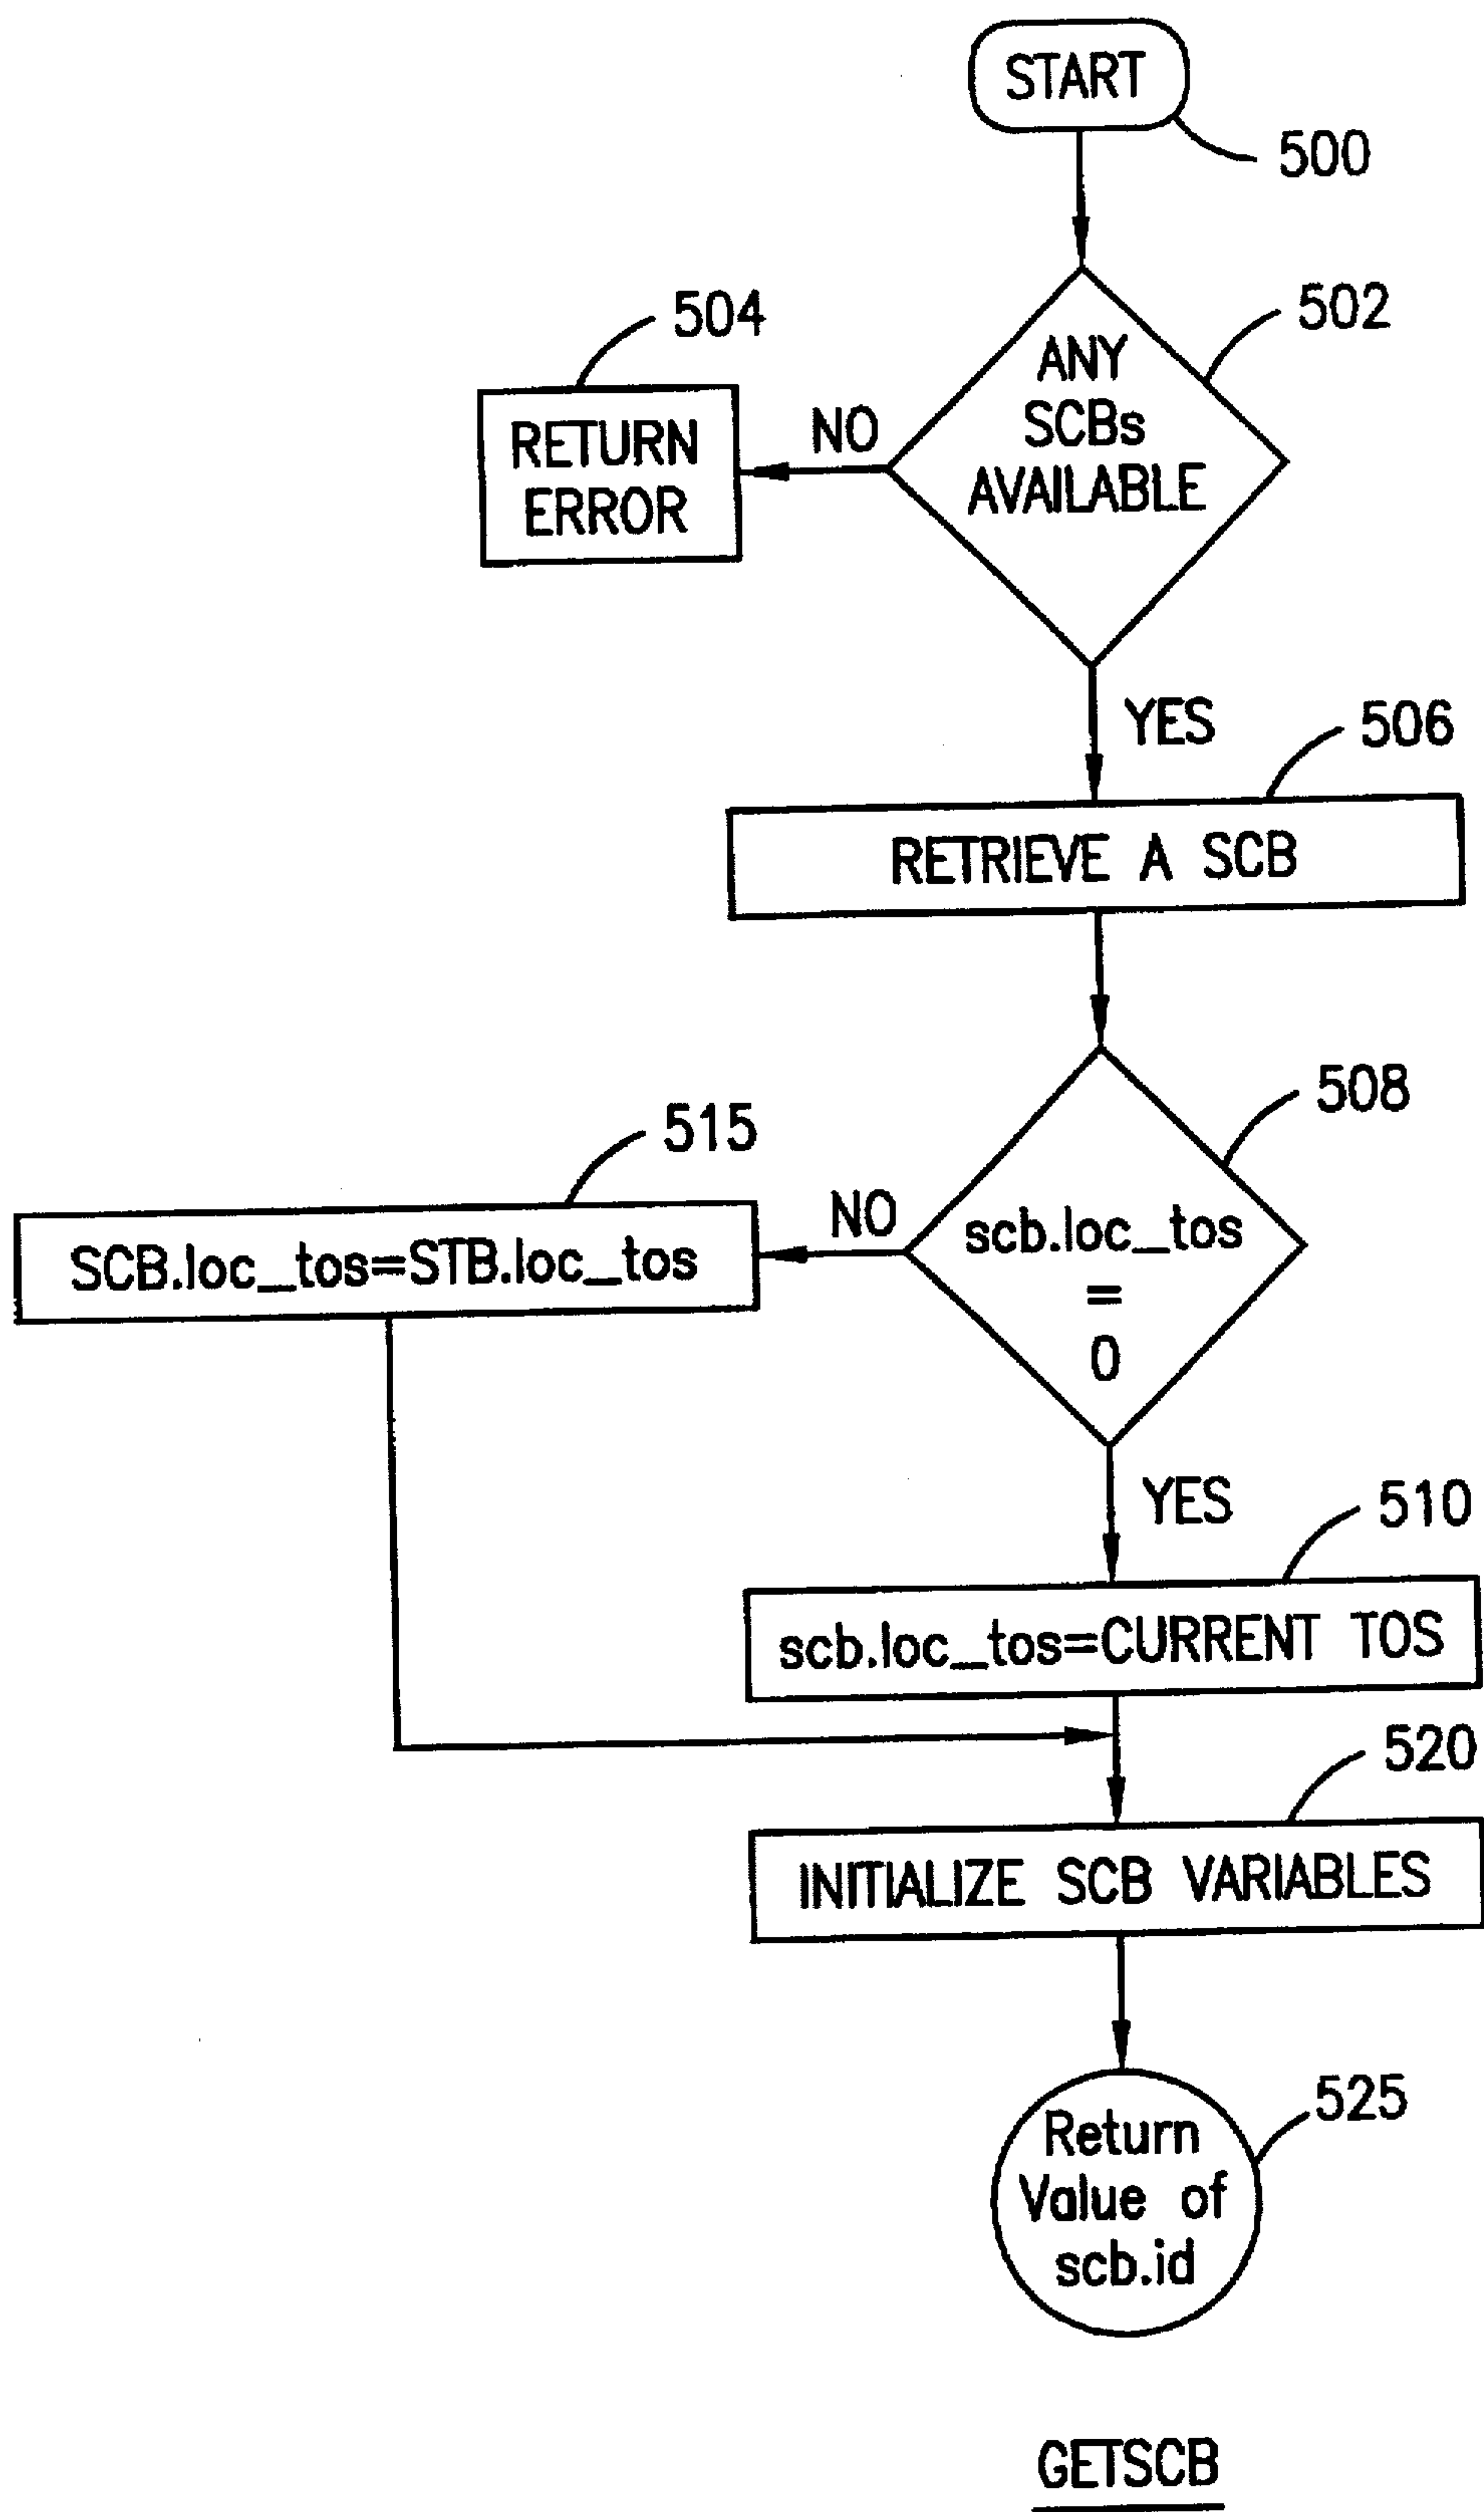 START
500
502
504
ANY
SCBs
AVAILABLE
NO
RETURN
ERROR
YES
506
RETRIEVE A SCB
508
515
NO
scb.loc_tos
=
0
SCB.loc_tos=STB.loc_tos
YES
510
scb.loc_tos=CURRENT TOS
520
INITIALIZE SCB VARIABLES
525
Return
Value of
scb.id
GETSCB